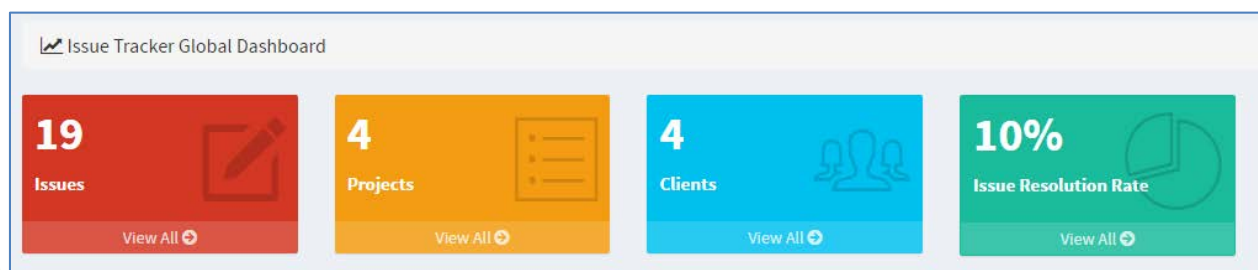 Issue Tracker Global Dashboard
19
Issues
View All
4
Projects
View All
4
Clients
View All
10%
Issue Resolution Rate
View All